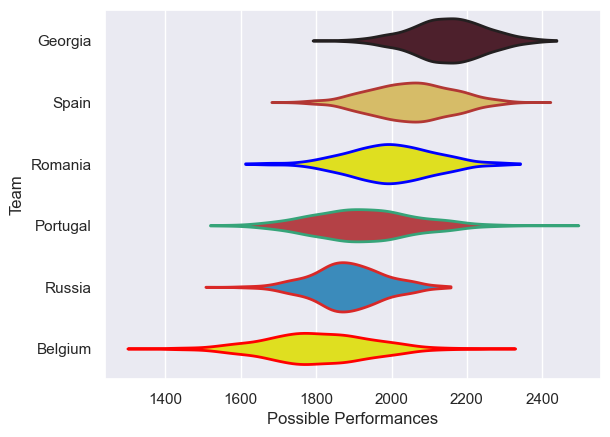 Georgia
Spain
Romania
Portugal
Russia
Belgium
Team
1400 1600 1800 2000 2200 2400
Possible Performances